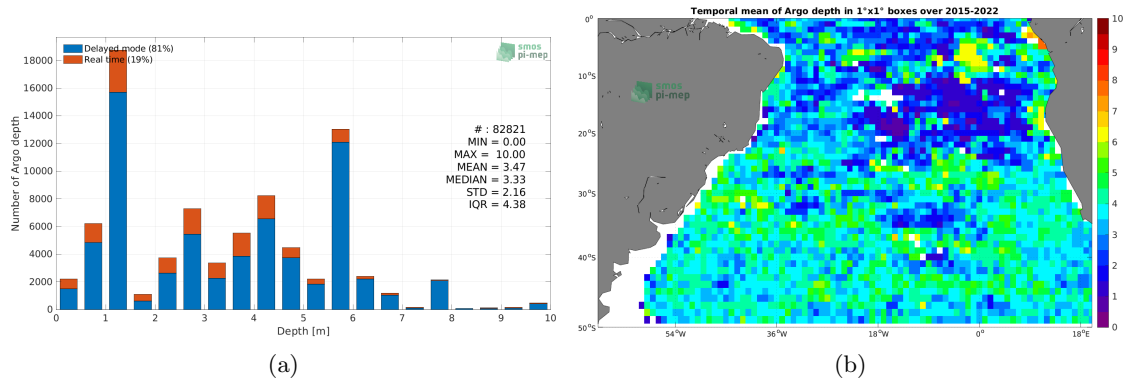 Delayed mode (81%)
Real time (19%)
smos
pi-mep
18000
16000
14000
12000
10000
8000
6000
4000
2000
0
Number of Argo depth
# : 82821
MIN = 0.00
MAX = 10.00
MEAN = 3.47
MEDIAN = 3.33
STD = 2.16
IQR = 4.38
0 1 2 3 4 5 6 7 8 9 10
Depth [m]
(a)
Temporal mean of Argo depth in 1°x1° boxes over 2015-2022
smos
pi-mep
0°
10°S
20°S
30°S
40°S
50°S
54°W 36°W 18°W 0° 18°E
10
9
8
7
6
5
4
3
2
1
0
(b)